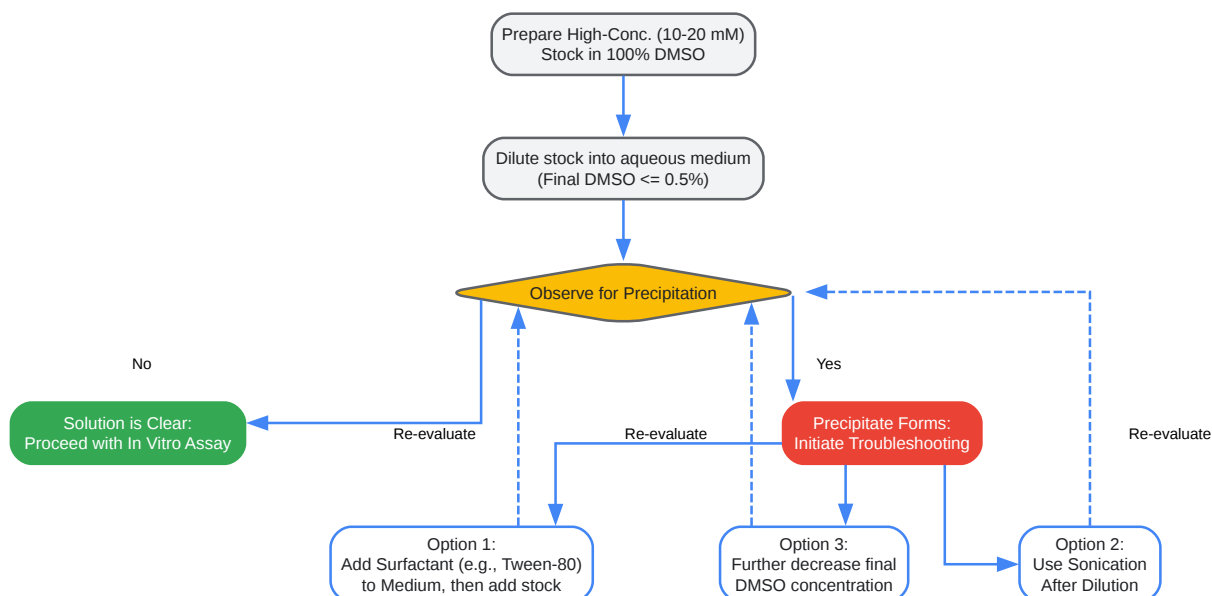 Prepare High-Conc. (10-20 mM)
Stock in 100% DMSO
Dilute stock into aqueous medium
(Final DMSO <= 0.5%)
Observe for Precipitation
No
Yes
Solution is Clear:
Proceed with In Vitro Assay
Precipitate Forms:
Initiate Troubleshooting
Re-evaluate
Re-evaluate
Re-evaluate
Option 1:
Add Surfactant (e.g., Tween-80)
to Medium, then add stock
Option 3:
Further decrease final
DMSO concentration
Option 2:
Use Sonication
After Dilution